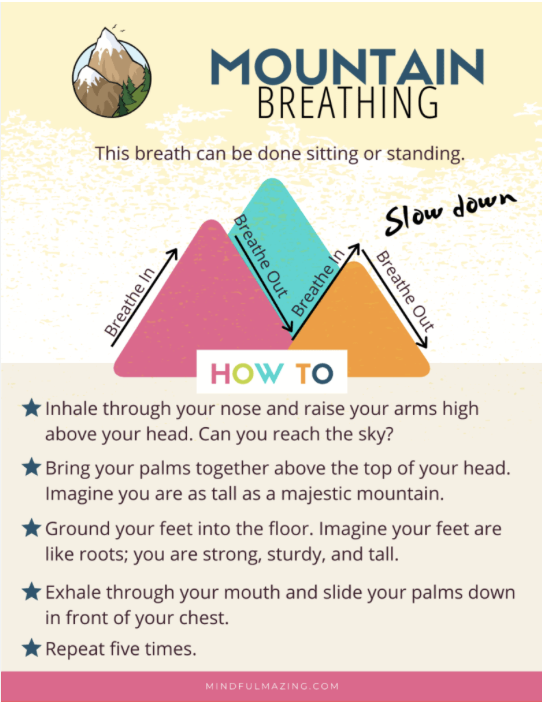 MOUNTAIN
BREATHING
This breath can be done sitting or standing.
Slow down
Breathe In
Breathe Out
Breathe In
Breathe Out
HOW TO
Inhale through your nose and raise your arms high
above your head. Can you reach the sky?
Bring your palms together above the top of your head.
Imagine you are as tall as a majestic mountain.
Ground your feet into the floor. Imagine your feet are
like roots; you are strong, sturdy, and tall.
Exhale through your mouth and slide your palms down
in front of your chest.
Repeat five times.
MINDFULMAZING.COM